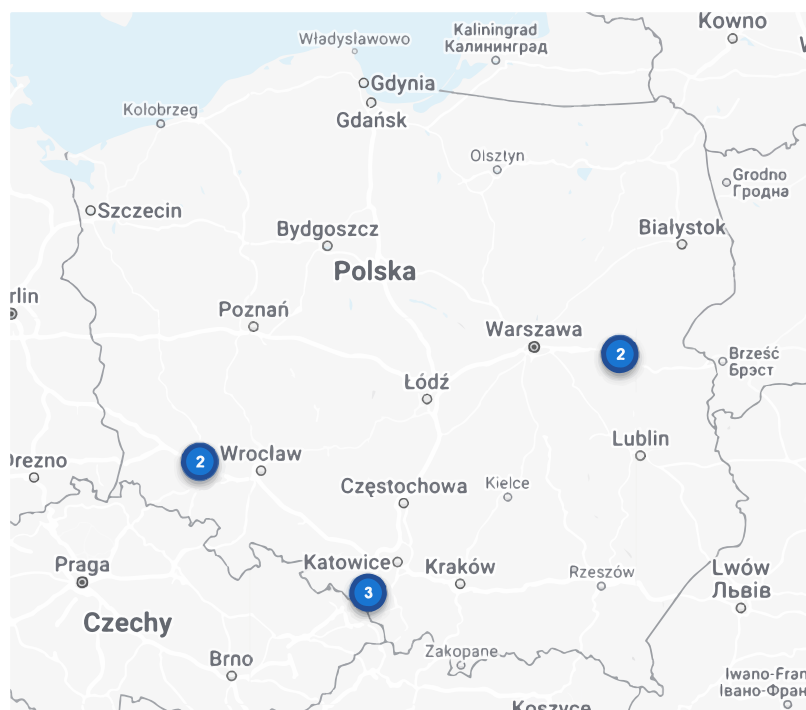 Kowno
Władysławowo
Kaliningrad
Калининград
Gdynia
Gdańsk
Kolobrzeg
Olsztyn
Grodno
Гродна
Szczecin
Bydgoszcz
Białystok
Polska
rlin
Poznań
Warszawa
2
Brześć
Брэст
Łódź
Lublin
2
Wrocław
Drezno
Częstochowa
Kielce
Praga
Katowice
Kraków
Rzeszów
Lwów
Львів
3
Czechy
Brno
Zakopane
Iwano-Fran
Івано-Фран
Koszyce